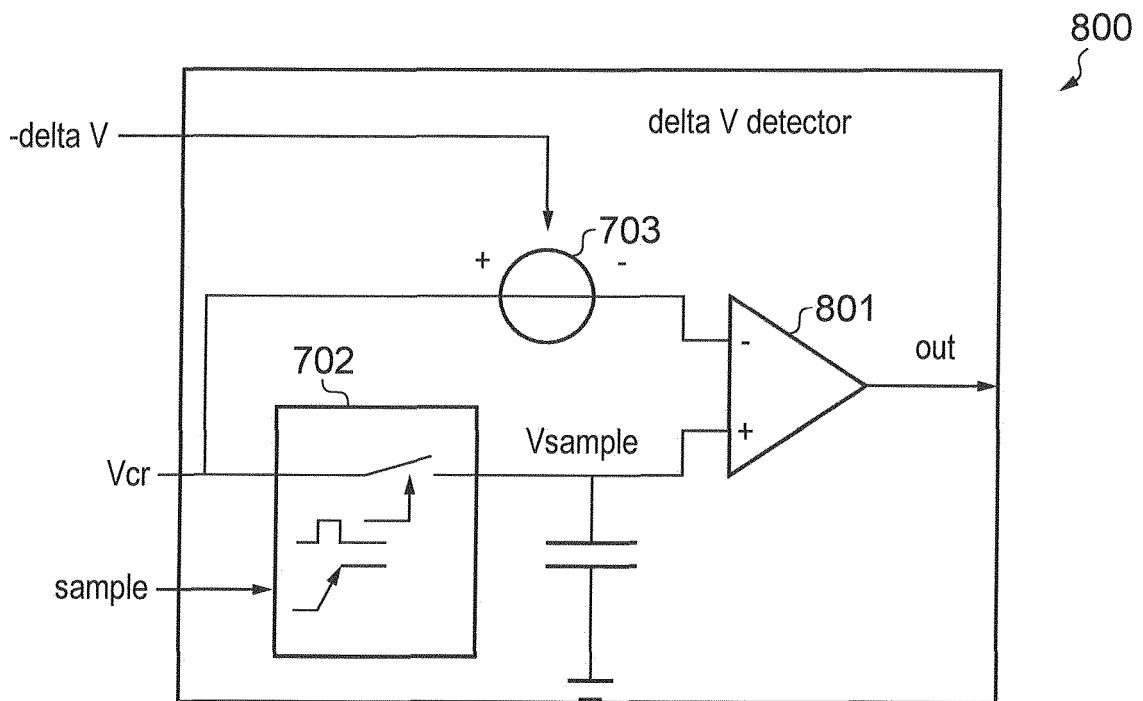 800
-delta V
delta V detector
703
+
-
801
-
out
702
Vsample
+
Vcr
sample